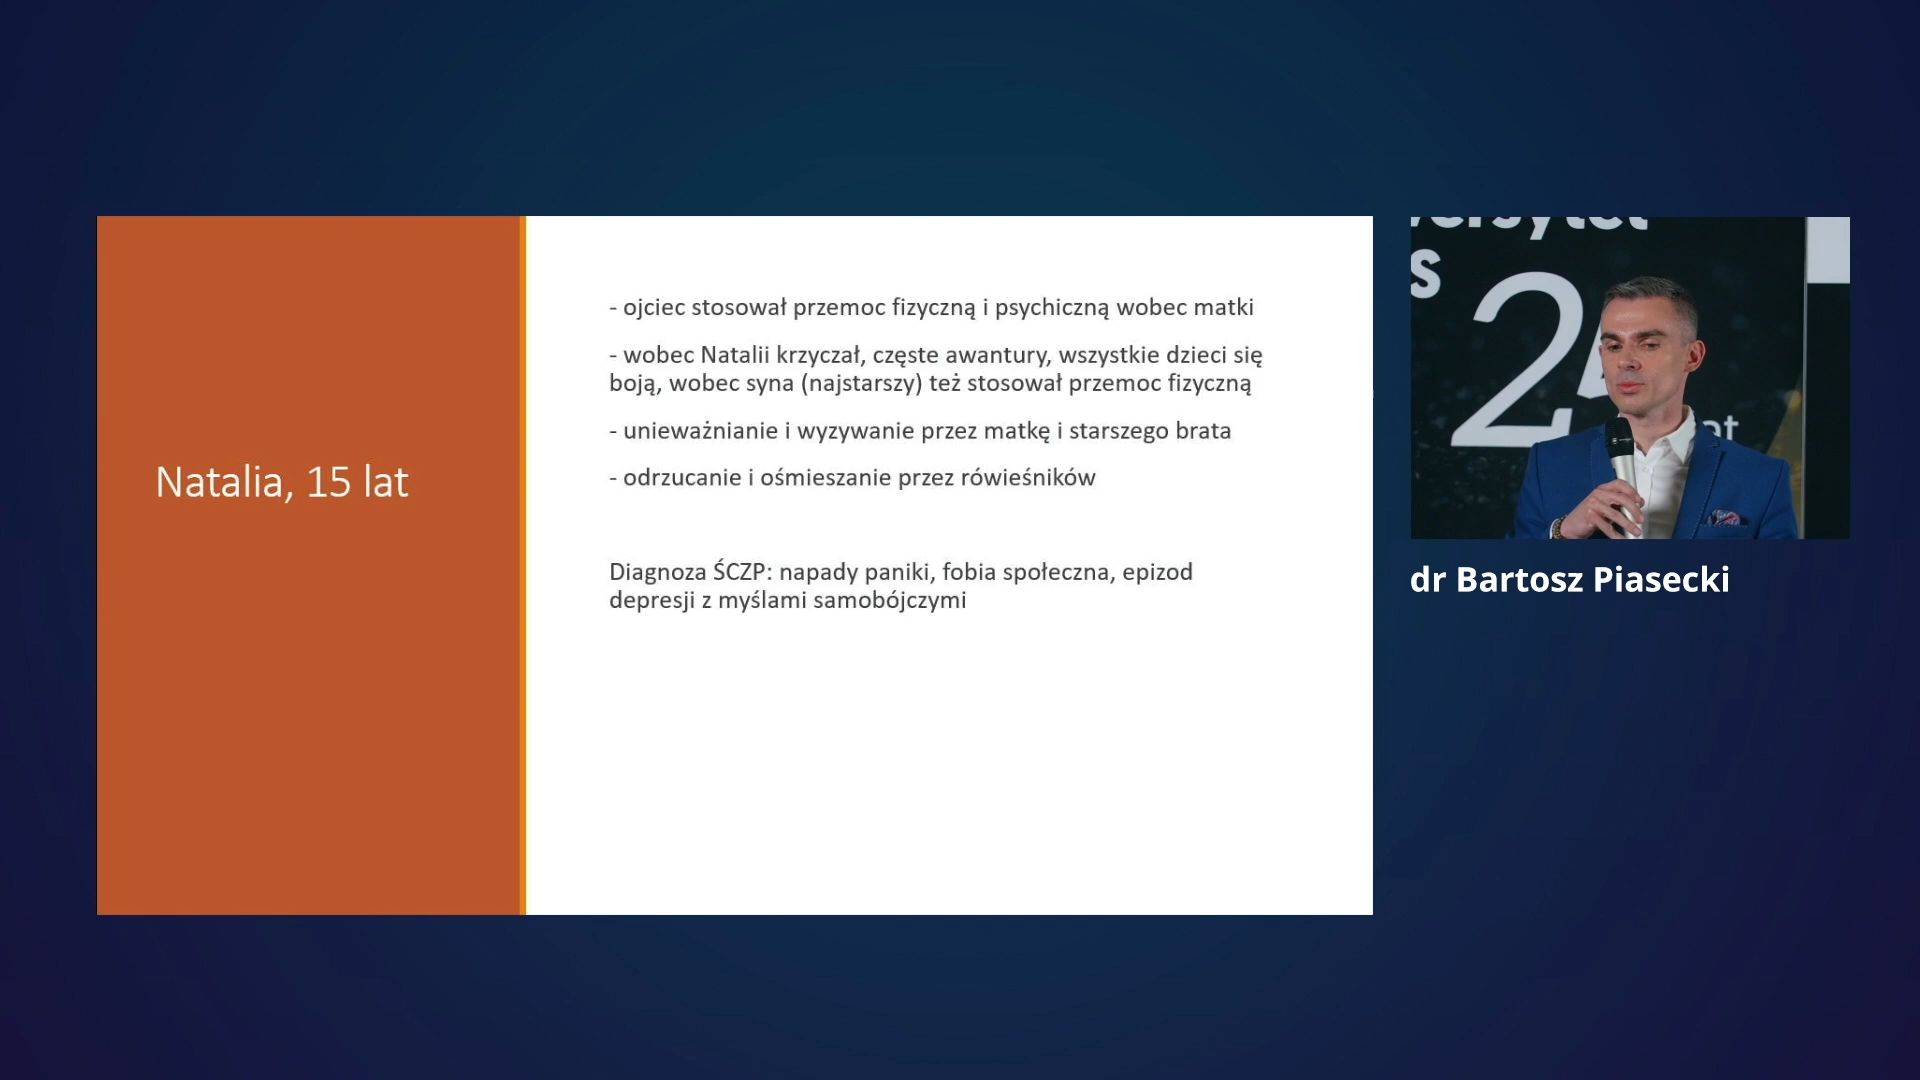 Natalia, 15 lat
- ojciec stosował przemoc fizyczną i psychiczną wobec matki
- wobec Natalii krzyczał, częste awantury, wszystkie dzieci się
boją, wobec syna (najstarszy) też stosował przemoc fizyczną
- unieważnianie i wyzywanie przez matkę i starszego brata
- odrzucanie i ośmieszanie przez rówieśników
Diagnoza ŚCZP: napady paniki, fobia społeczna, epizod
depresji z myślami samobójczymi
s
2
at
dr Bartosz Piasecki